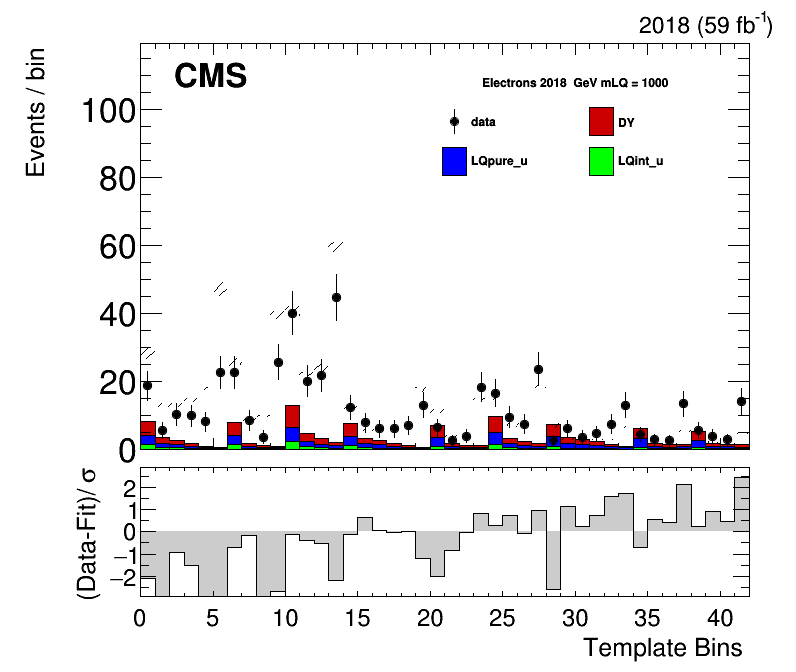 2018 (59 fb-1)
CMS
Electrons 2018 GeV mLQ = 1000
data
DY
LQpure_u
LQint_u
Events / bin
100
80
60
40
20
0
(Data-Fit)/ σ
2
1
0
−1
−2
0 5 10 15 20 25 30 35 40
Template Bins